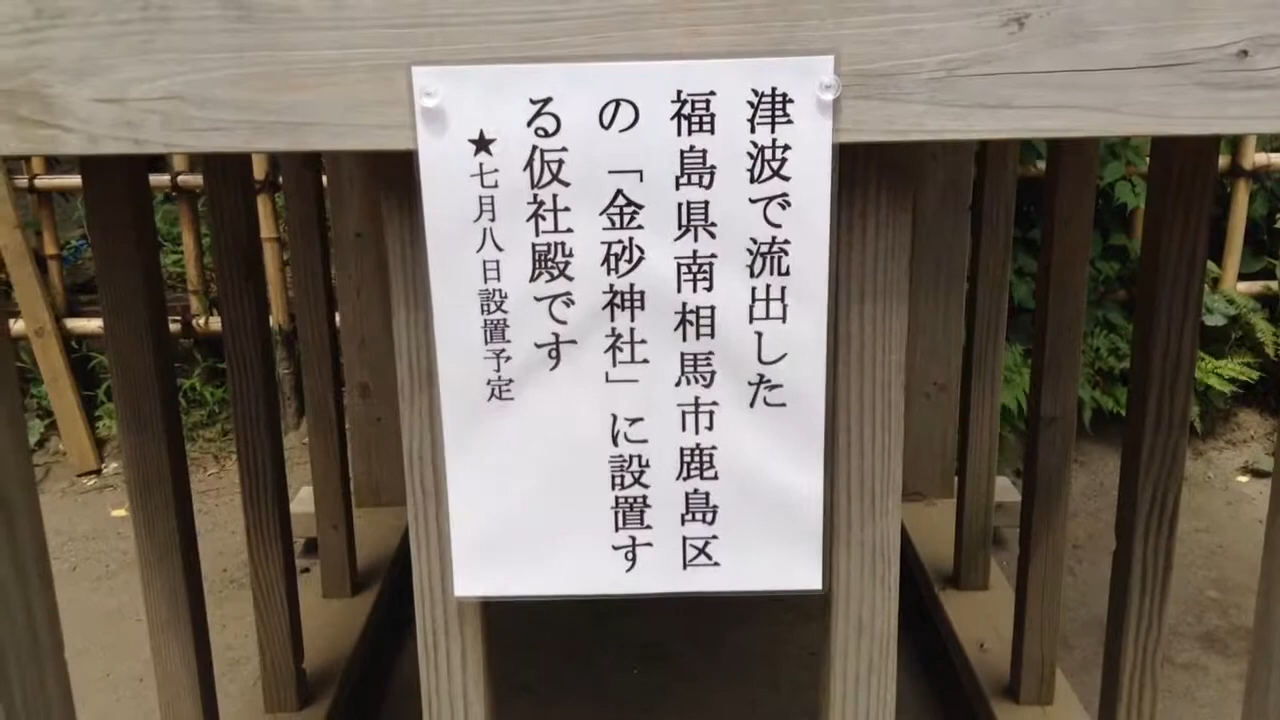 津波で流出した
福島県南相馬市鹿島区
の「金砂神社」に設置す
る仮社殿です
★七月八日設置予定